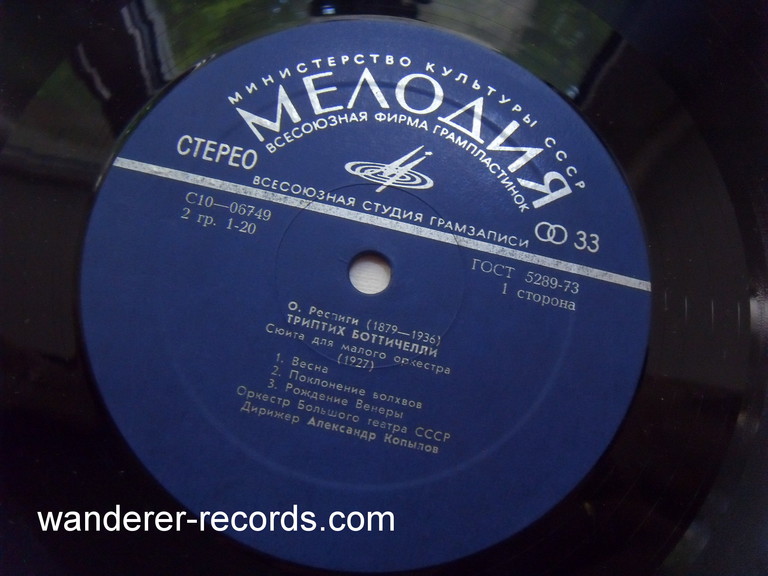 МИНИСТЕРСТВО КУЛЬТУРЫ СССР
МЕЛОДИЯ
ВСЕСОЮЗНАЯ ФИРМА ГРАМПЛАСТИНОК
СТЕРЕО
ВСЕСОЮЗНАЯ СТУДИЯ ГРАМЗАПИСИ
33
С10—06749
2 гр. 1-20
ГОСТ 5289-73
1 сторона
О. Респиги (1879—1936)
ТРИПТИХ БОТТИЧЕЛЛИ
Сюита для малого оркестра
(1927)
1. Весна
2. Поклонение волхвов
3. Рождение Венеры
Оркестр Большого театра СССР
Дирижер Александр Копылов
wanderer-records.com